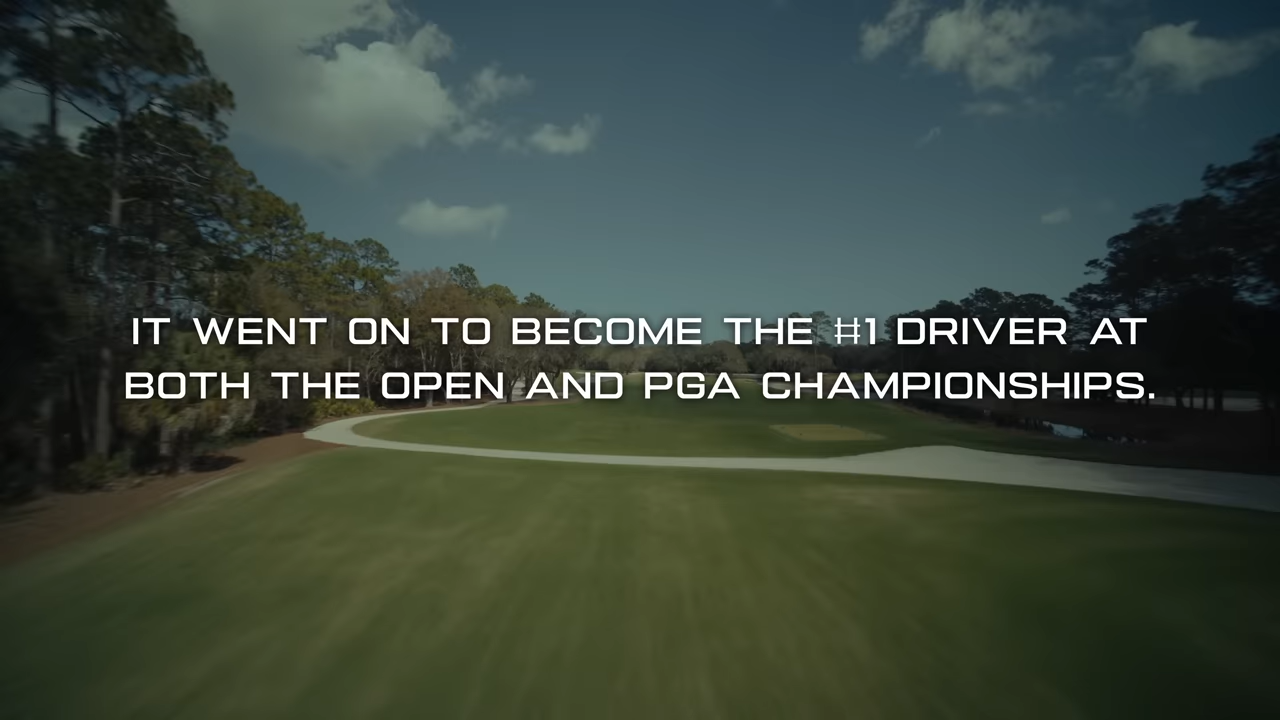 IT WENT ON TO BECOME THE #1 DRIVER AT
BOTH THE OPEN AND PGA CHAMPIONSHIPS.